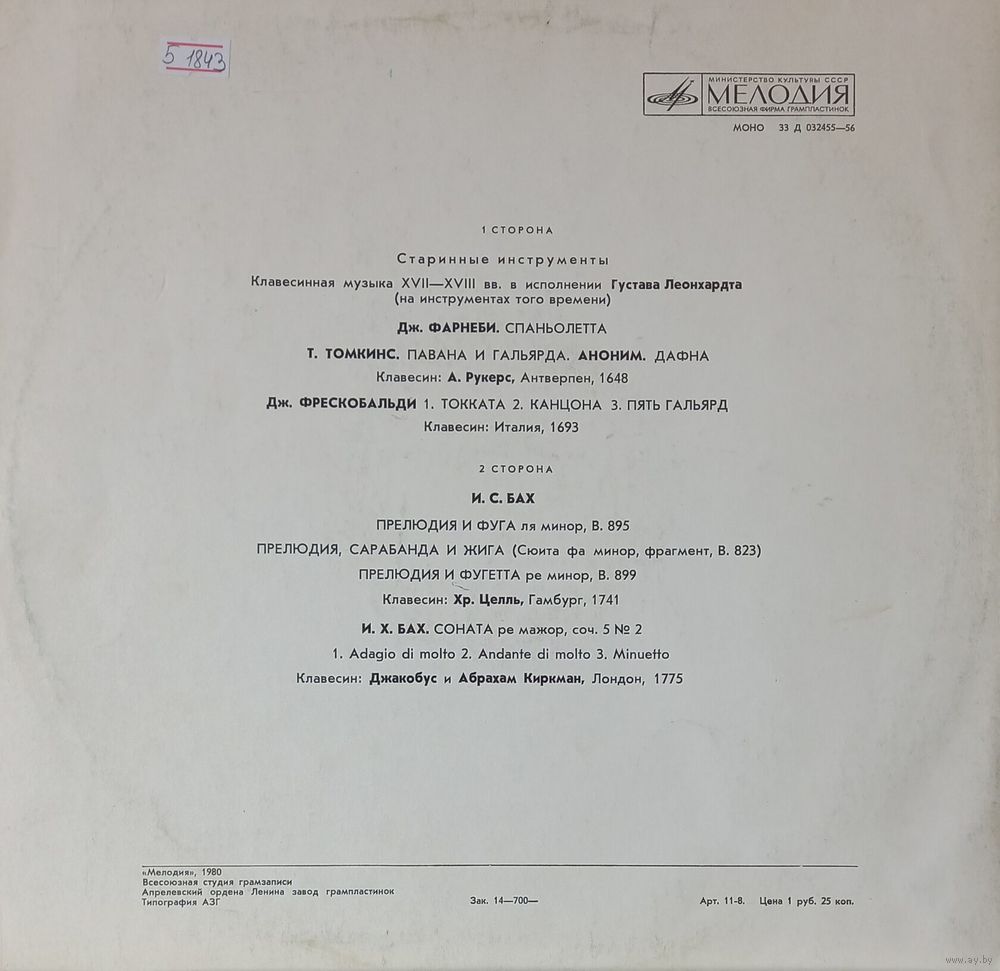 5 1843
МИНИСТЕРСТВО КУЛЬТУРЫ СССР
МЕЛОДИЯ
ВСЕСОЮЗНАЯ ФИРМА ГРАМПЛАСТИНОК
МОНО 33 Д 032455—56
1 СТОРОНА
Старинные инструменты
Клавесинная музыка XVII—XVIII вв. в исполнении Густава Леонхардта
(на инструментах того времени)
Дж. ФАРНЕБИ. СПАНЬОЛЕТТА
Т. ТОМКИНС. ПАВАНА И ГАЛЬЯРДА. АНОНИМ. ДАФНА
Клавесин: А. Рукерс, Антверпен, 1648
Дж. ФРЕСКОБАЛЬДИ 1. ТОККАТА 2. КАНЦОНА 3. ПЯТЬ ГАЛЬЯРД
Клавесин: Италия, 1693
2 СТОРОНА
И. С. БАХ
ПРЕЛЮДИЯ И ФУГА ля минор, В. 895
ПРЕЛЮДИЯ, САРАБАНДА И ЖИГА (Сюита фа минор, фрагмент, В. 823)
ПРЕЛЮДИЯ И ФУГЕТТА ре минор, В. 899
Клавесин: Хр. Целль, Гамбург, 1741
И. Х. БАХ. СОНАТА ре мажор, соч. 5 № 2
1. Adagio di molto 2. Andante di molto 3. Minuetto
Клавесин: Джакобус и Абрахам Киркман, Лондон, 1775
«Мелодия», 1980
Всесоюзная студия грамзаписи
Апрелевский ордена Ленина завод грампластинок
Типография АЗГ
Зак. 14—700—
Арт. 11-8. Цена 1 руб. 25 коп.
www.ay.by